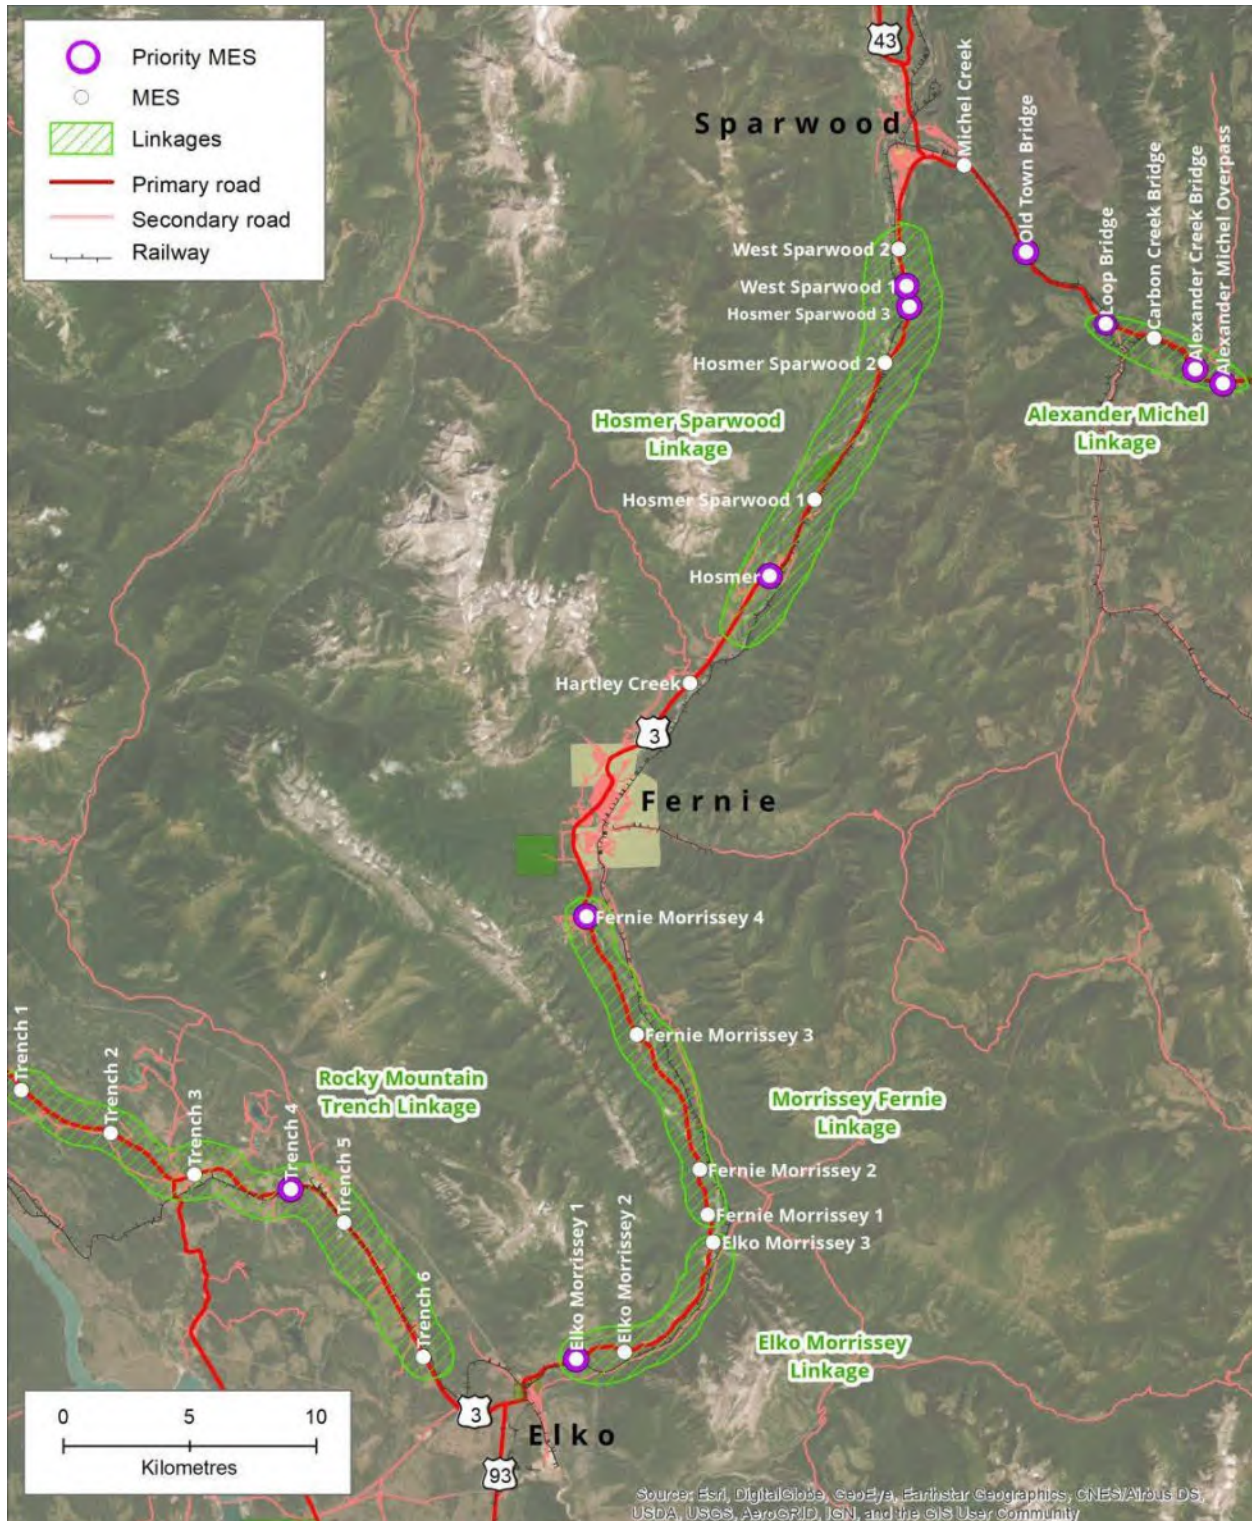 Priority MES
MES
Linkages
Primary road
Secondary road
Railway
43
Sparwood
Michel Creek
Old Town Bridge
Loop Bridge
Carbon Creek Bridge
Alexander Creek Bridge
Alexander Michel Overpass
West Sparwood 2
West Sparwood 1
Hosmer Sparwood 3
Hosmer Sparwood 2
Hosmer Sparwood
Linkage
Alexander Michel
Linkage
Hosmer Sparwood 1
Hosmer
Hartley Creek
3
Fernie
Fernie Morrissey 4
Fernie Morrissey 3
Trench 1
Trench 2
Trench 3
Trench 4
Trench 5
Trench 6
Rocky Mountain
Trench Linkage
Morrissey Fernie
Linkage
Fernie Morrissey 2
Fernie Morrissey 1
Elko Morrissey 3
Elko Morrissey 1
Elko Morrissey 2
Elko Morrissey
Linkage
0 5 10
Kilometres
3
Elko
93
Source: Esri, DigitalGlobe, GeoEye, Earthstar Geographics, CNES/Airbus DS,
USDA, USGS, AeroGRID, IGN, and the GIS User Community